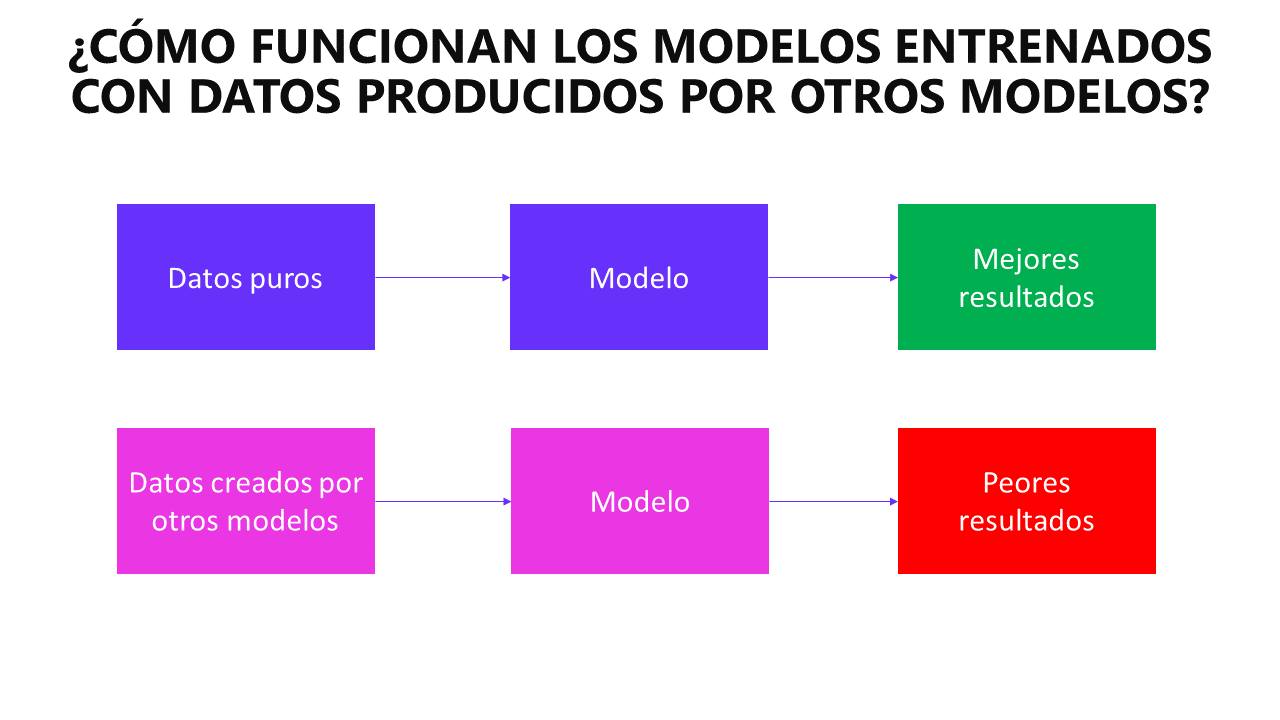 ¿CÓMO FUNCIONAN LOS MODELOS ENTRENADOS
CON DATOS PRODUCIDOS POR OTROS MODELOS?
Datos puros
Modelo
Mejores
resultados
Datos creados por
otros modelos
Modelo
Peores
resultados